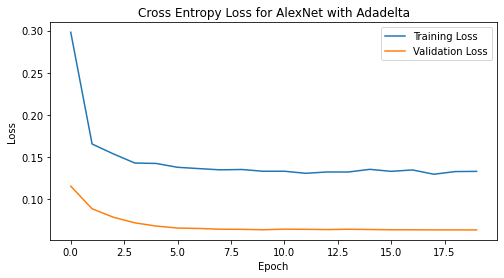 Cross Entropy Loss for AlexNet with Adadelta
Training Loss
Validation Loss
Loss
0.30
0.25
0.20
0.15
0.10
0.0 2.5 5.0 7.5 10.0 12.5 15.0 17.5
Epoch